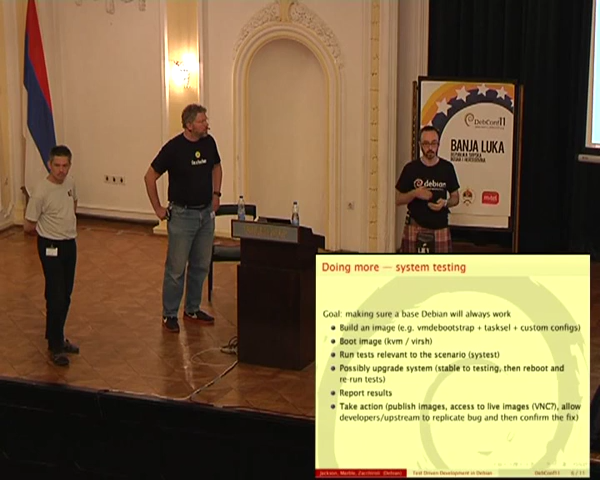 DebConf11
BANJA LUKA
debian
Doing more — system testing
Goal: making sure a base Debian will always work
Build an image (e.g. vmdebootstrap + tasksel + custom configs)
Boot image (kvm / virsh)
Run tests relevant to the scenario (systest)
Possibly upgrade system (stable to testing, then reboot and
re-run tests)
Report results
Take action (publish images, access to live images (VNC?), allow
developers/upstream to replicate bug and then confirm the fix)
Test Driven Development in Debian
DebConf11